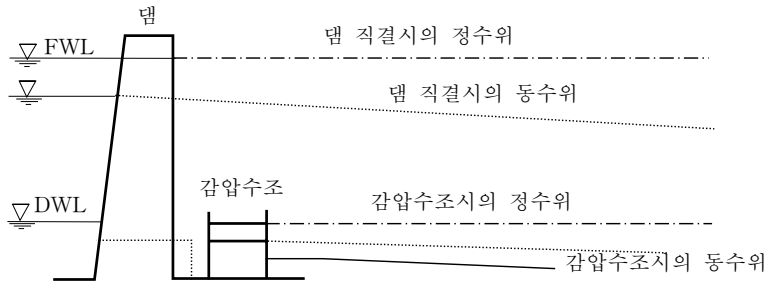 댐
FWL
댐 직결시의 정수위
댐 직결시의 동수위
감압수조
DWL
감압수조시의 정수위
감압수조시의 동수위